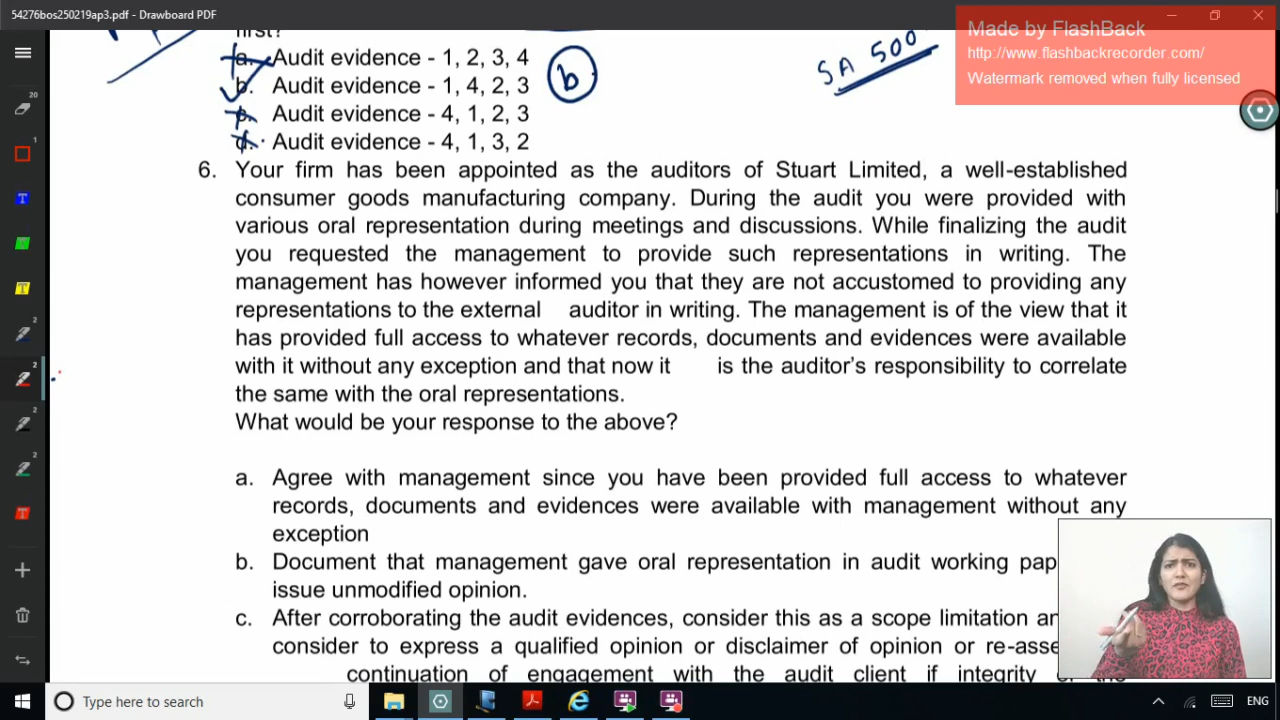 54276bos250219ap3.pdf - Drawboard PDF
Made by FlashBack
http://www.flashbackrecorder.com/
Watermark removed when fully licensed
first?
a. Audit evidence - 1, 2, 3, 4
b. Audit evidence - 1, 4, 2, 3
c. Audit evidence - 4, 1, 2, 3
d. Audit evidence - 4, 1, 3, 2
b
SA 500
6. Your firm has been appointed as the auditors of Stuart Limited, a well-established
consumer goods manufacturing company. During the audit you were provided with
various oral representation during meetings and discussions. While finalizing the audit
you requested the management to provide such representations in writing. The
management has however informed you that they are not accustomed to providing any
representations to the external auditor in writing. The management is of the view that it
has provided full access to whatever records, documents and evidences were available
with it without any exception and that now it is the auditor's responsibility to correlate
the same with the oral representations.
What would be your response to the above?
a. Agree with management since you have been provided full access to whatever
records, documents and evidences were available with management without any
exception
b. Document that management gave oral representation in audit working pap
issue unmodified opinion.
c. After corroborating the audit evidences, consider this as a scope limitation an
consider to express a qualified opinion or disclaimer of opinion or re-asse
continuation of engagement with the audit client if integrity
Type here to search
ENG